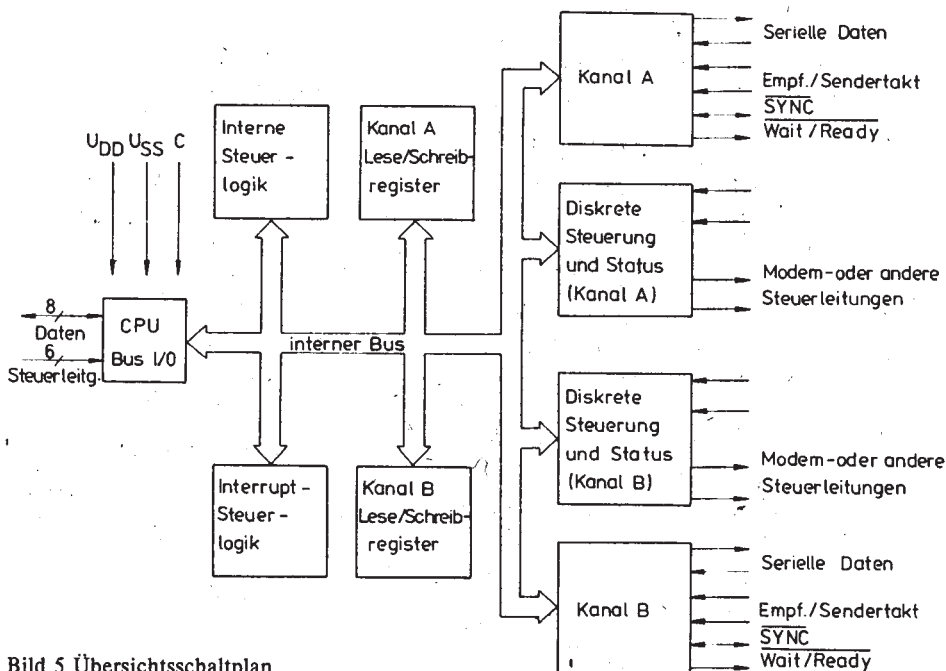 U_DD U_SS C
8
Daten
6
Steuerleitg.
CPU
Bus I/O
Interne
Steuer -
logik
Kanal A
Lese/Schreib-
register
interner Bus
Interrupt -
Steuer -
logik
Kanal B
Lese/Schreib-
register
Kanal A
Serielle Daten
Empf./Sendertakt
SYNC
Wait/Ready
Diskrete
Steuerung
und Status
(Kanal A)
Modem-oder andere
Steuerleitungen
Diskrete
Steuerung
und Status
(Kanal B)
Modem-oder andere
Steuerleitungen
Kanal B
Serielle Daten
Empf./Sendertakt
SYNC
Wait/Ready
Bild 5 Übersichtsschaltplan